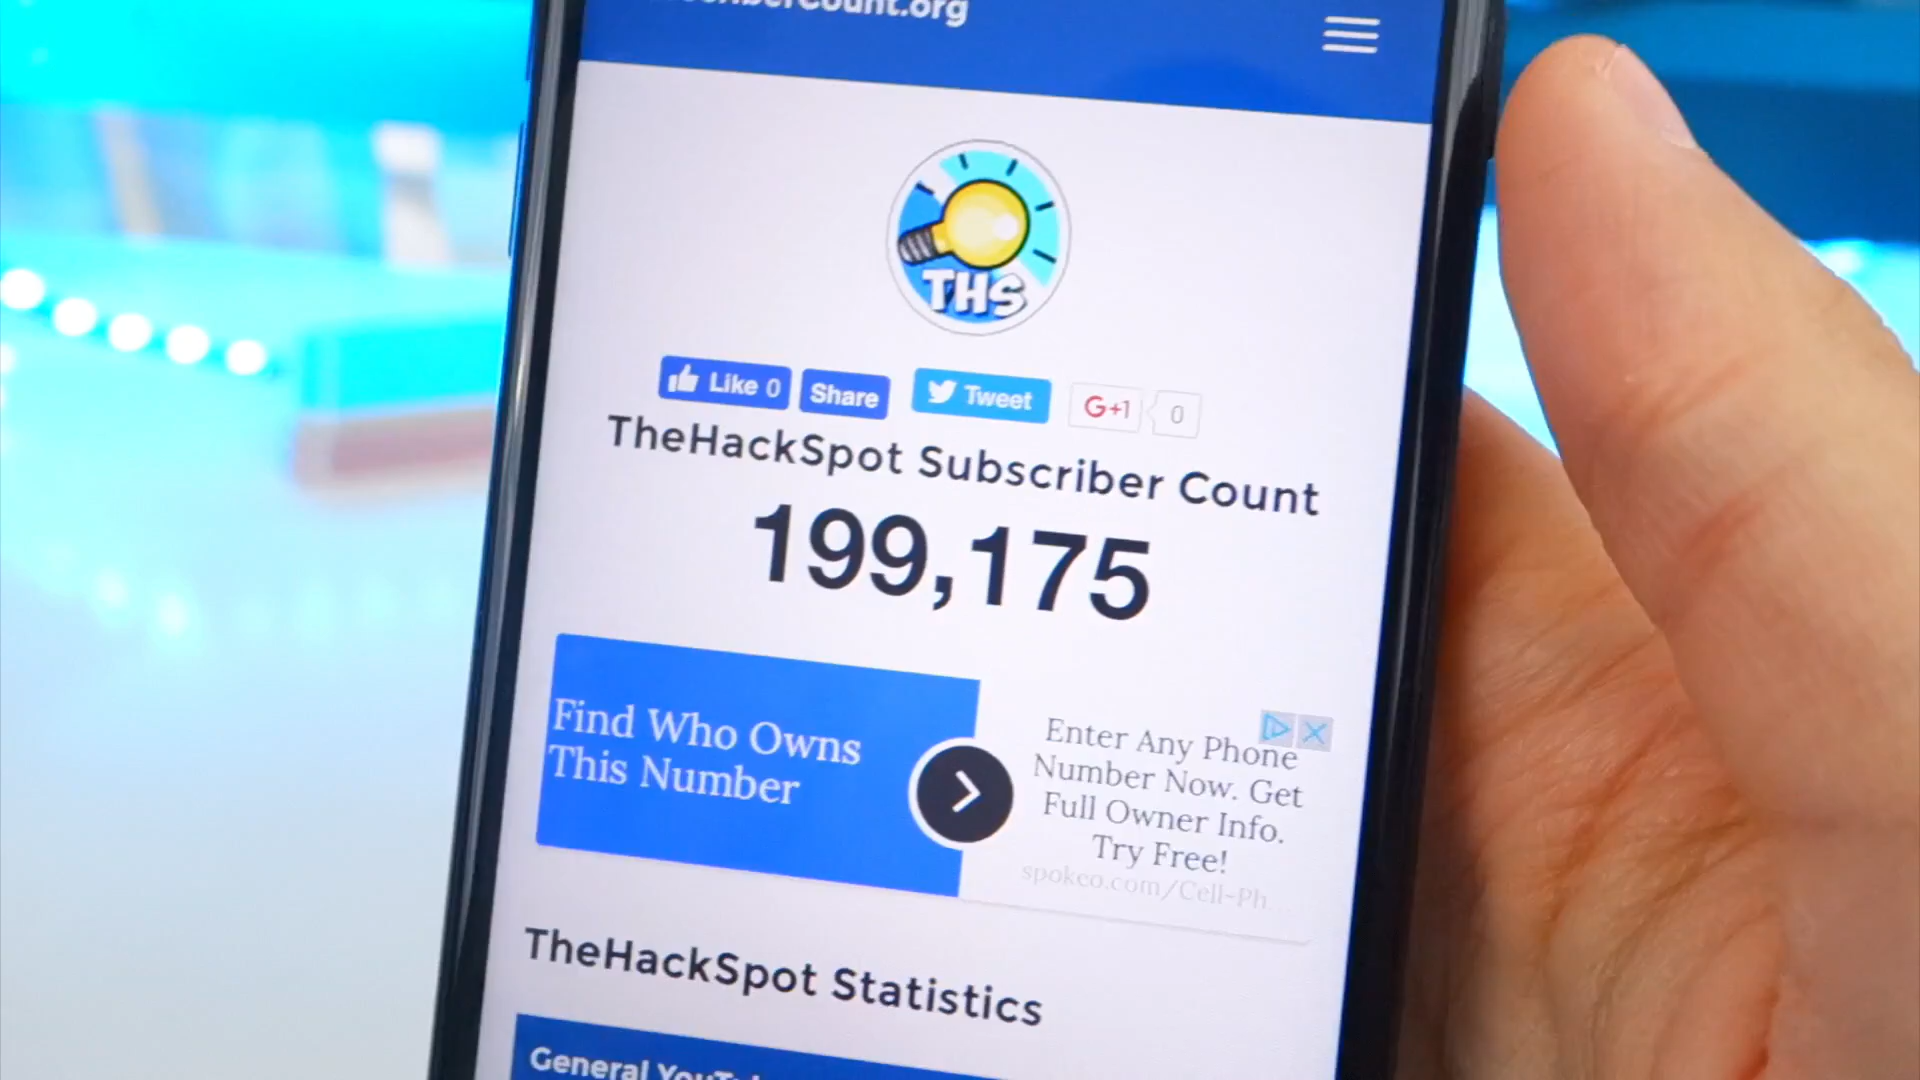 THS
Like 0
Share
Tweet
G+1
0
TheHackSpot Subscriber Count
199,175
Find Who Owns
This Number
Enter Any Phone
Number Now. Get
Full Owner Info.
Try Free!
spokeo.com/Cell-Ph...
TheHackSpot Statistics
General